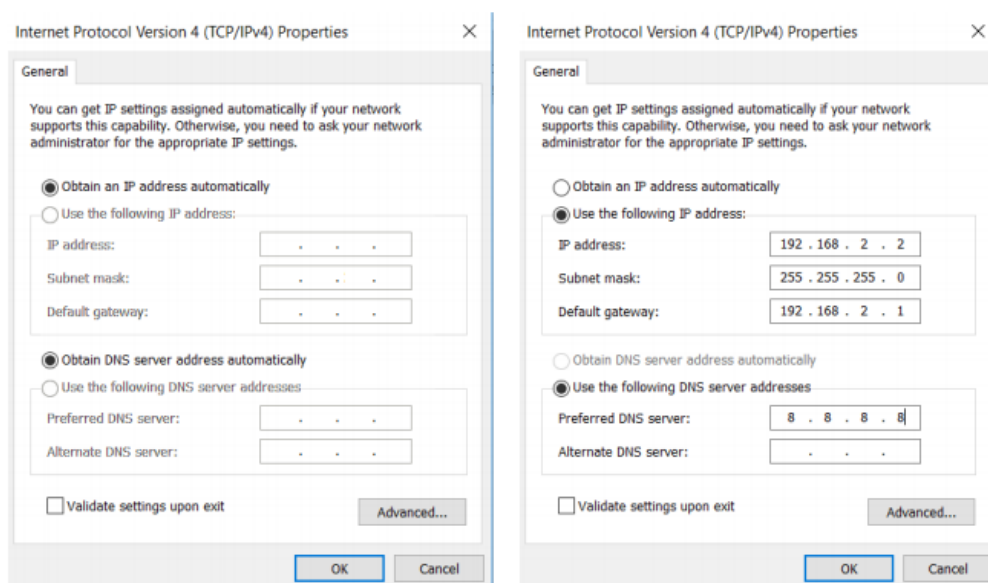 Internet Protocol Version 4 (TCP/IPv4) Properties
General
You can get IP settings assigned automatically if your network
supports this capability. Otherwise, you need to ask your network
administrator for the appropriate IP settings.
Obtain an IP address automatically
Use the following IP address:
IP address:
. . .
Subnet mask:
. . .
Default gateway:
. . .
Obtain DNS server address automatically
Use the following DNS server addresses
Preferred DNS server:
. . .
Alternate DNS server:
. . .
Validate settings upon exit
Advanced...
OK
Cancel
Internet Protocol Version 4 (TCP/IPv4) Properties
General
You can get IP settings assigned automatically if your network
supports this capability. Otherwise, you need to ask your network
administrator for the appropriate IP settings.
Obtain an IP address automatically
Use the following IP address:
IP address:
192 . 168 . 2 . 2
Subnet mask:
255 . 255 . 255 . 0
Default gateway:
192 . 168 . 2 . 1
Obtain DNS server address automatically
Use the following DNS server addresses
Preferred DNS server:
8 . 8 . 8 . 8
Alternate DNS server:
. . .
Validate settings upon exit
Advanced...
OK
Cancel